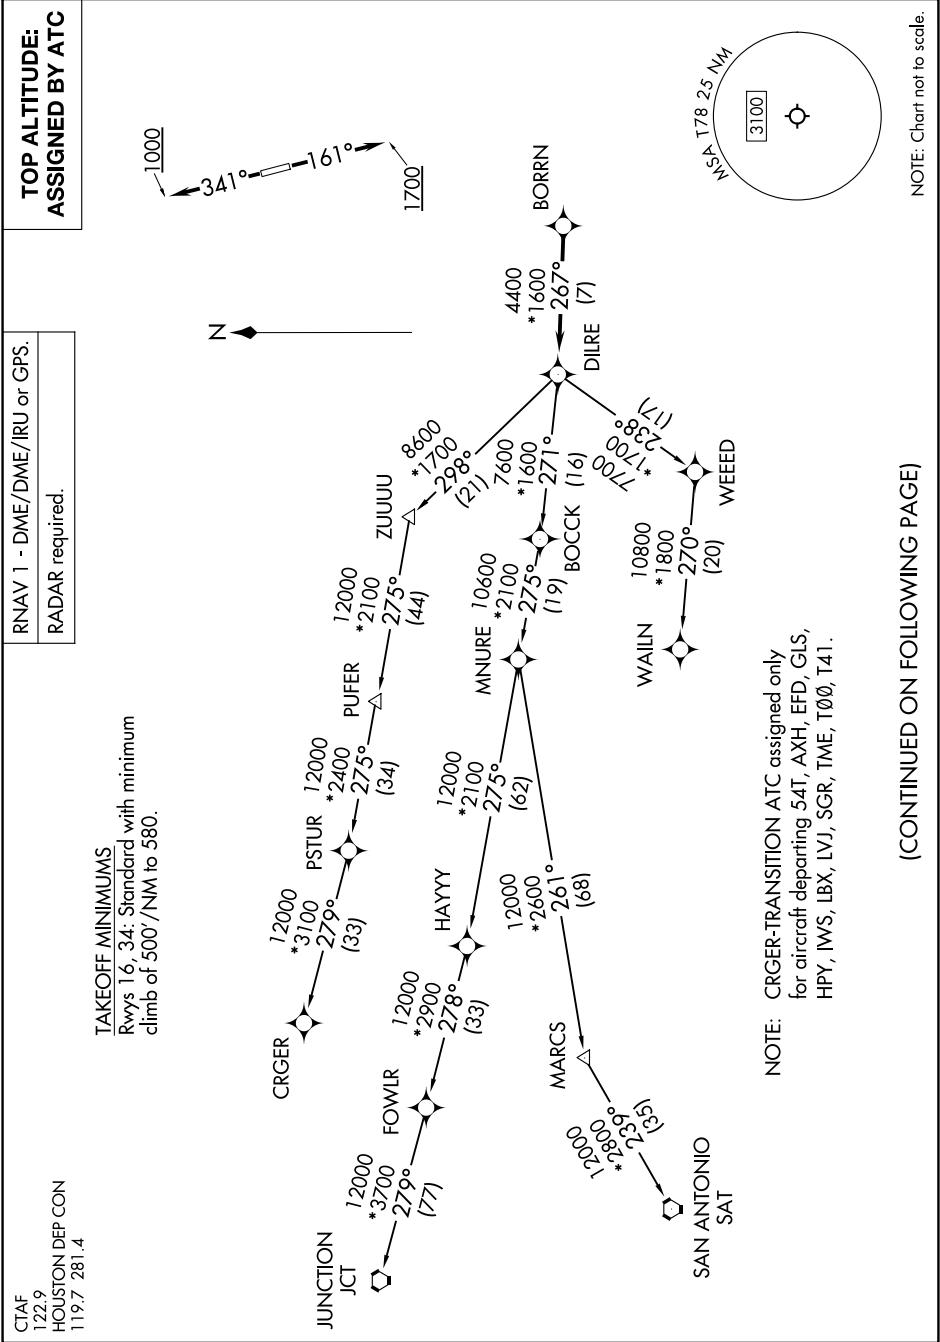 CTAF
122.9
HOUSTON DEP CON
119.7 281.4
RNAV 1 - DME/DME/IRU or GPS.
RADAR required.
TOP ALTITUDE:
ASSIGNED BY ATC
TAKEOFF MINIMUMS
Rwys 16, 34: Standard with minimum
climb of 500'/NM to 580.
N
1000
341°
161°
1700
CRGER
12000
*3100
279°
(33)
PSTUR
12000
*2400
275°
(34)
PUFER
12000
*2100
275°
(44)
ZUUUU
8600
*1700
298°
(21)
JUNCTION
JCT
12000
*3700
279°
(77)
FOWLR
12000
*2900
278°
(33)
HAYYY
12000
*2100
275°
(62)
MNURE
10600
*2100
275°
(19)
BOCCK
7600
*1600
271°
(16)
DILRE
4400
*1600
267°
(7)
BORRN
SAN ANTONIO
SAT
12000
*2800
239°
(35)
MARCS
12000
*2600
261°
(68)
WAILN
10800
*1800
270°
(20)
WEEED
7700
*1700
238°
(17)
MSA T78 25 NM
3100
NOTE: CRGER-TRANSITION ATC assigned only
for aircraft departing 54T, AXH, EFD, GLS,
HPY, IWS, LBX, LVJ, SGR, TME, TØØ, T41.
(CONTINUED ON FOLLOWING PAGE)
NOTE: Chart not to scale.